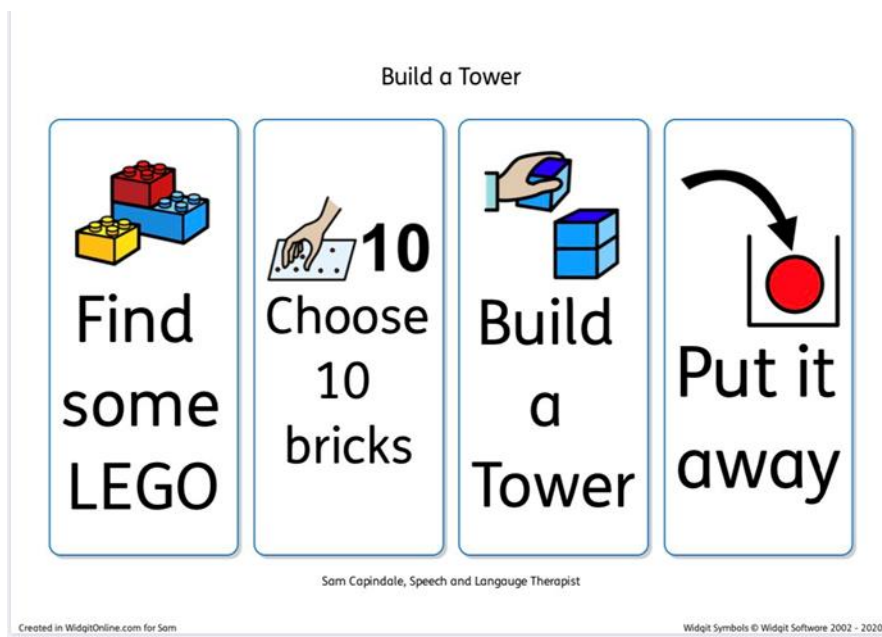 Build a Tower
Find
some
LEGO
10
Choose
10
bricks
Build
a
Tower
Put it
away
Sam Capindale, Speech and Langauge Therapist
Created in WidgitOnline.com for Sam
Widgit Symbols © Widgit Software 2002 - 2020